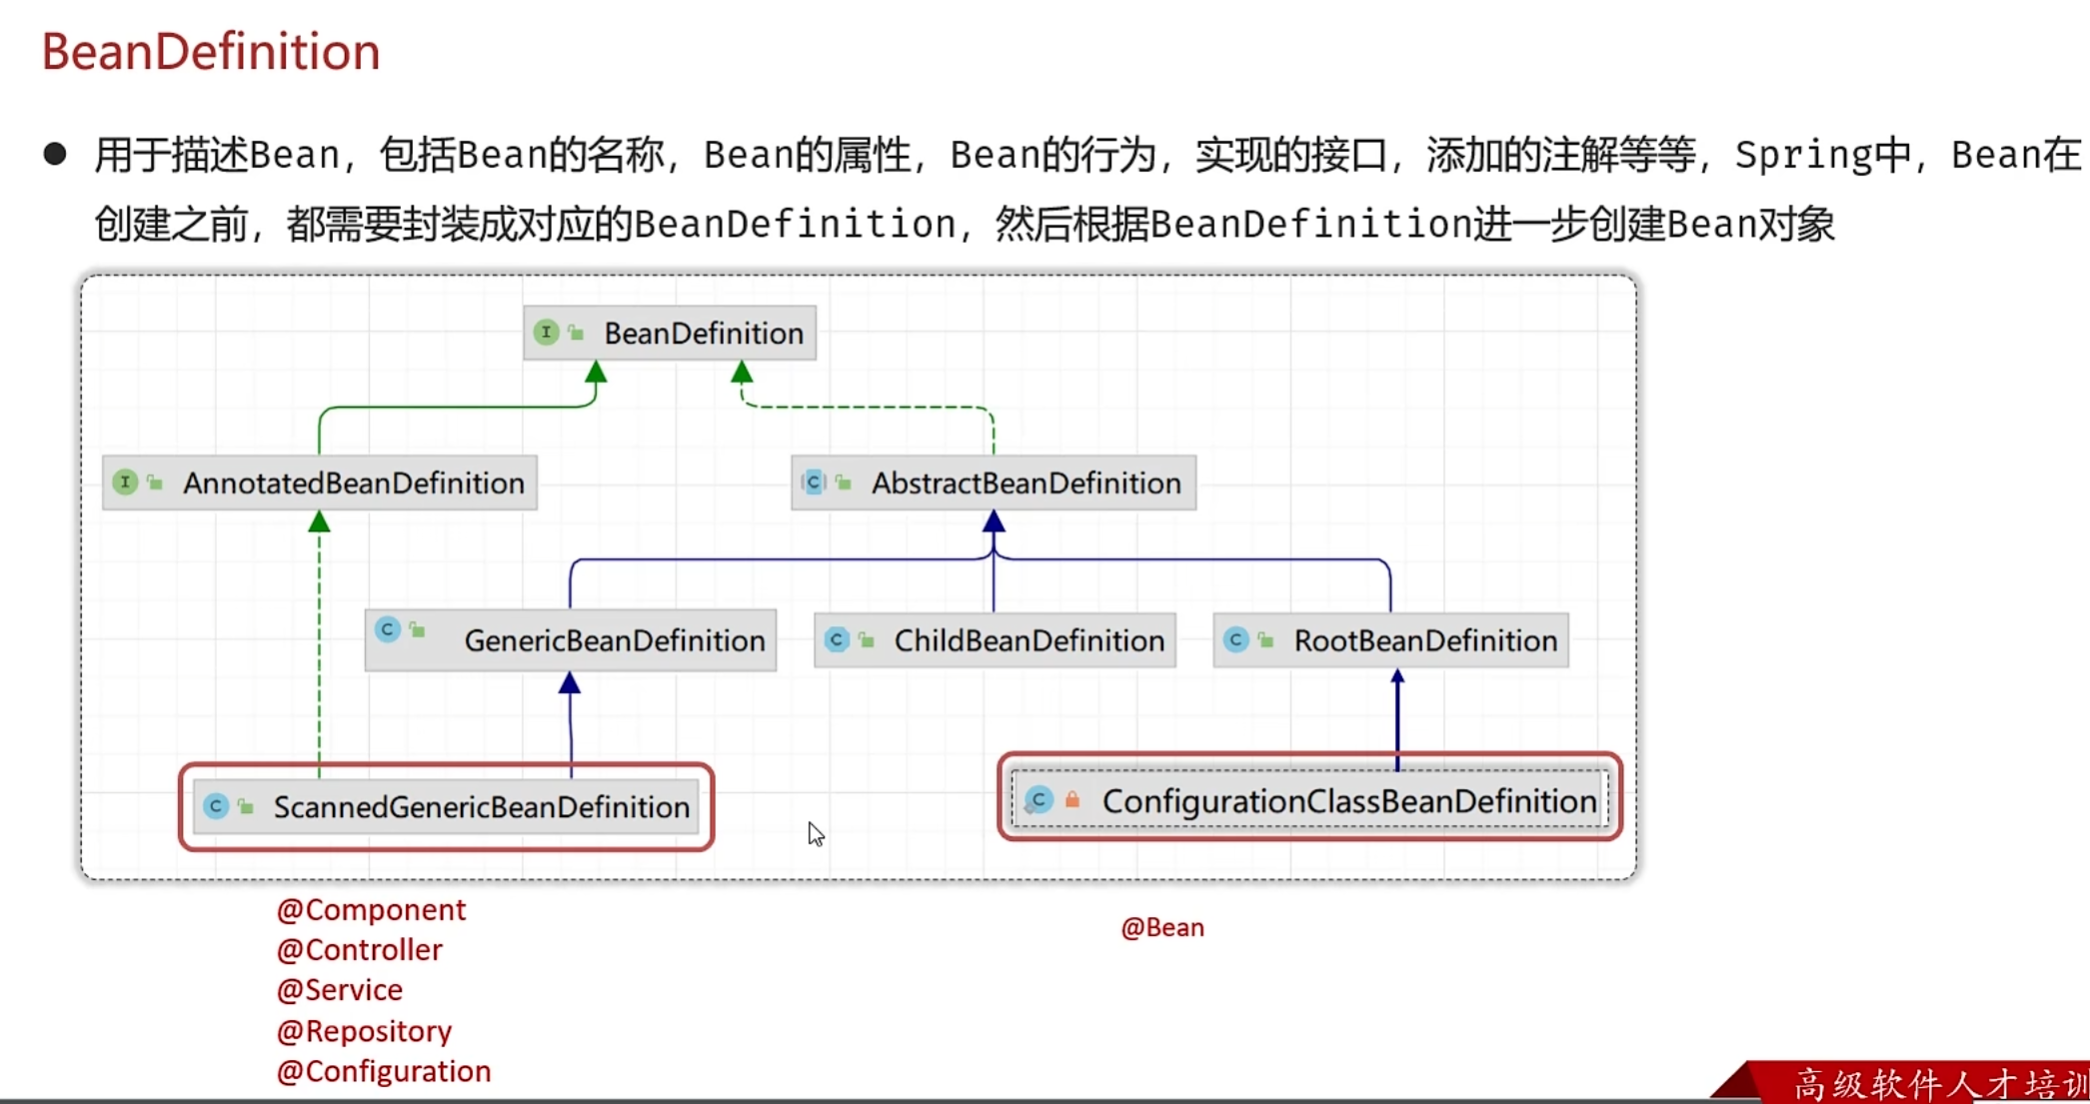 BeanDefinition
● 用于描述Bean，包括Bean的名称，Bean的属性，Bean的行为，实现的接口，添加的注解等等，Spring中，Bean在
创建之前，都需要封装成对应的BeanDefinition，然后根据BeanDefinition进一步创建Bean对象
I BeanDefinition
I AnnotatedBeanDefinition
C AbstractBeanDefinition
C GenericBeanDefinition
C ChildBeanDefinition
C RootBeanDefinition
C ScannedGenericBeanDefinition
C ConfigurationClassBeanDefinition
@Component
@Controller
@Service
@Repository
@Configuration
@Bean
高级软件人才培训